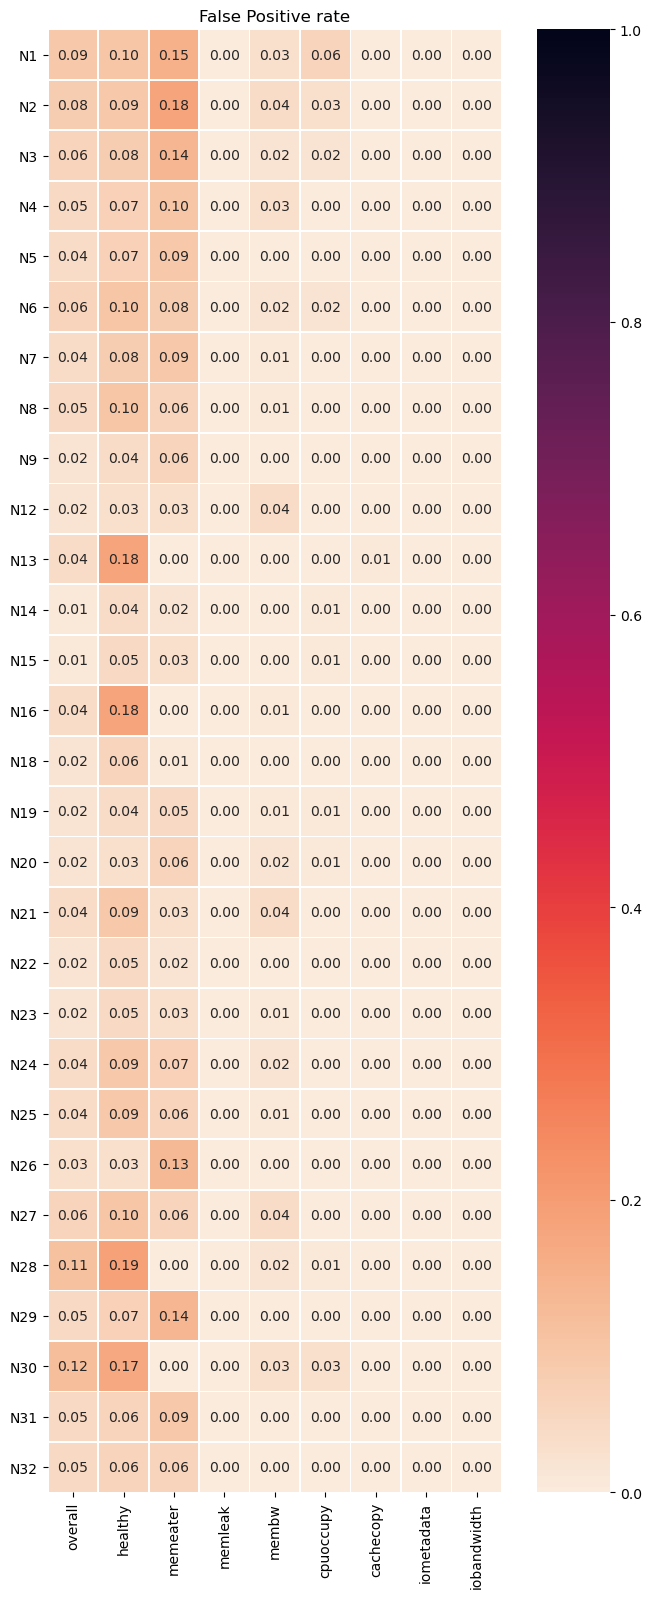 False Positive rate
N1 0.09 0.10 0.15 0.00 0.03 0.06 0.00 0.00 0.00
N2 0.08 0.09 0.18 0.00 0.04 0.03 0.00 0.00 0.00
N3 0.06 0.08 0.14 0.00 0.02 0.02 0.00 0.00 0.00
N4 0.05 0.07 0.10 0.00 0.03 0.00 0.00 0.00 0.00
N5 0.04 0.07 0.09 0.00 0.00 0.00 0.00 0.00 0.00
N6 0.06 0.10 0.08 0.00 0.02 0.02 0.00 0.00 0.00
N7 0.04 0.08 0.09 0.00 0.01 0.00 0.00 0.00 0.00
N8 0.05 0.10 0.06 0.00 0.01 0.00 0.00 0.00 0.00
N9 0.02 0.04 0.06 0.00 0.00 0.00 0.00 0.00 0.00
N12 0.02 0.03 0.03 0.00 0.04 0.00 0.00 0.00 0.00
N13 0.04 0.18 0.00 0.00 0.00 0.00 0.01 0.00 0.00
N14 0.01 0.04 0.02 0.00 0.00 0.01 0.00 0.00 0.00
N15 0.01 0.05 0.03 0.00 0.00 0.01 0.00 0.00 0.00
N16 0.04 0.18 0.00 0.00 0.01 0.00 0.00 0.00 0.00
N18 0.02 0.06 0.01 0.00 0.00 0.00 0.00 0.00 0.00
N19 0.02 0.04 0.05 0.00 0.01 0.01 0.00 0.00 0.00
N20 0.02 0.03 0.06 0.00 0.02 0.01 0.00 0.00 0.00
N21 0.04 0.09 0.03 0.00 0.04 0.00 0.00 0.00 0.00
N22 0.02 0.05 0.02 0.00 0.00 0.00 0.00 0.00 0.00
N23 0.02 0.05 0.03 0.00 0.01 0.00 0.00 0.00 0.00
N24 0.04 0.09 0.07 0.00 0.02 0.00 0.00 0.00 0.00
N25 0.04 0.09 0.06 0.00 0.01 0.00 0.00 0.00 0.00
N26 0.03 0.03 0.13 0.00 0.00 0.00 0.00 0.00 0.00
N27 0.06 0.10 0.06 0.00 0.04 0.00 0.00 0.00 0.00
N28 0.11 0.19 0.00 0.00 0.02 0.01 0.00 0.00 0.00
N29 0.05 0.07 0.14 0.00 0.00 0.00 0.00 0.00 0.00
N30 0.12 0.17 0.00 0.00 0.03 0.03 0.00 0.00 0.00
N31 0.05 0.06 0.09 0.00 0.00 0.00 0.00 0.00 0.00
N32 0.05 0.06 0.06 0.00 0.00 0.00 0.00 0.00 0.00
overall
healthy
memeater
memleak
membw
cpuoccupy
cachecopy
iometadata
iobandwidth
1.0
0.8
0.6
0.4
0.2
0.0